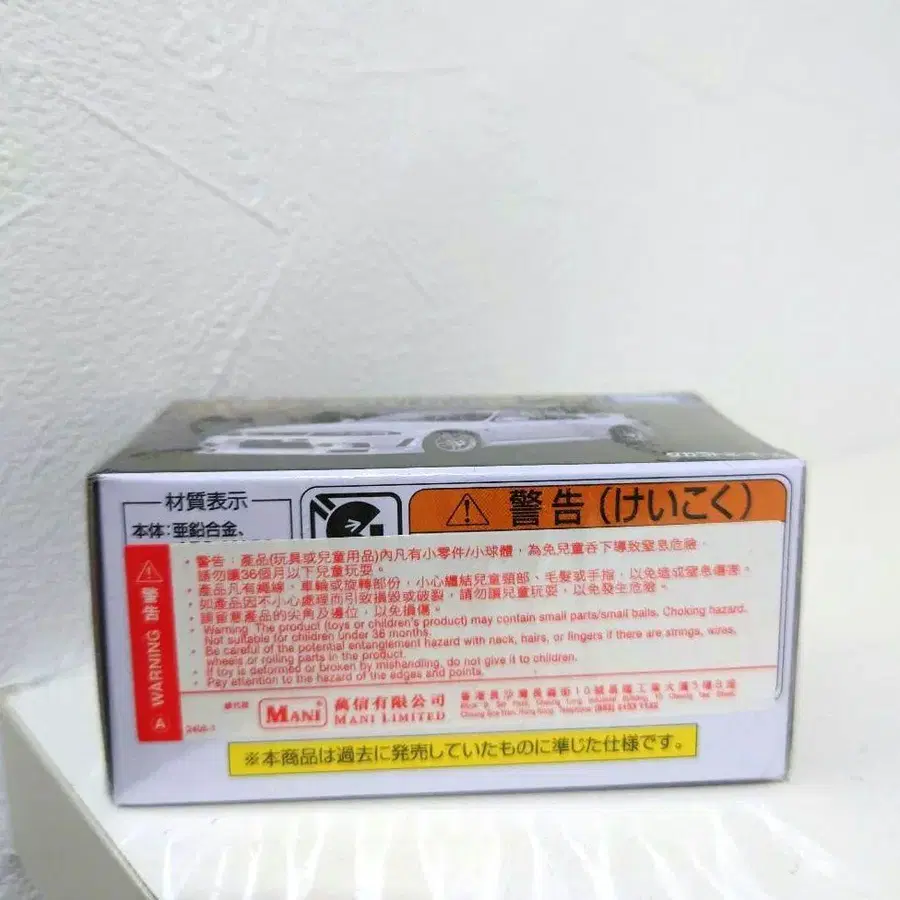 材質表示
本体:亜鉛合金、
警告(けいこく)
警告 WARNING A
• 警告:產品(玩具或兒童用品)內凡有小零件/小球體,為免兒童吞下導致窒息危險,
請勿讓36個月以下兒童玩耍。
• 產品凡有繩線、車輪或旋轉部份,小心纏結兒童頸部、毛髮或手指,以免造成窒息傷害。
• 如產品因不小心處理而引致損毀或破裂,請勿讓兒童玩耍,以免發生危險。
• 請留意產品的尖角及邊位,以免損傷。
• Warning: The product (toys or children's product) may contain small parts/small balls. Choking hazard.
Not suitable for children under 36 months.
• Be careful of the potential entanglement hazard with neck, hairs, or fingers if there are strings, wires,
wheels or rolling parts in the product.
• If toy is deformed or broken by mishandling, do not give it to children.
• Pay attention to the hazard of the edges and points.
總代理 MANI 萬信有限公司
MANI LIMITED
2406-1
※本商品は過去に発売していたものに準じた仕様です。